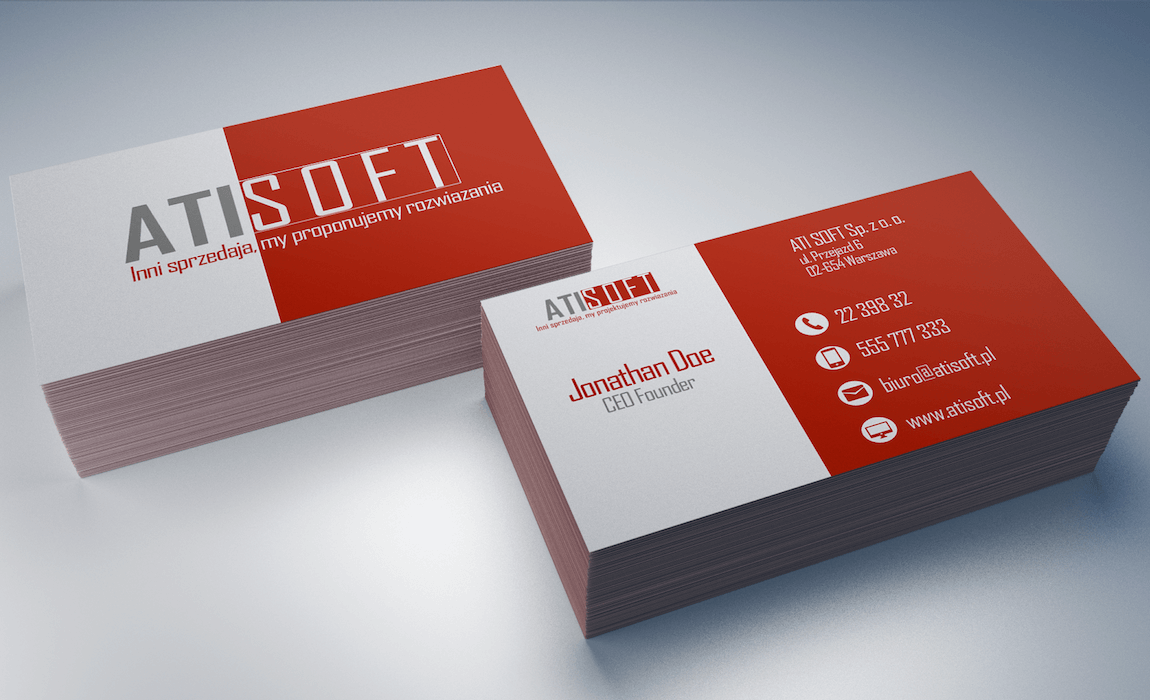 ATISOFT
Inni sprzedaja, my proponujemy rozwiazania
ATISOFT
Inni sprzedaja, my projektujemy rozwiazania
Jonathan Doe
CEO Founder
ATI SOFT Sp. z o. o.
ul. Przejazd 6
02-654 Warszawa
22 398 32
555 777 333
biuro@atisoft.pl
www.atisoft.pl